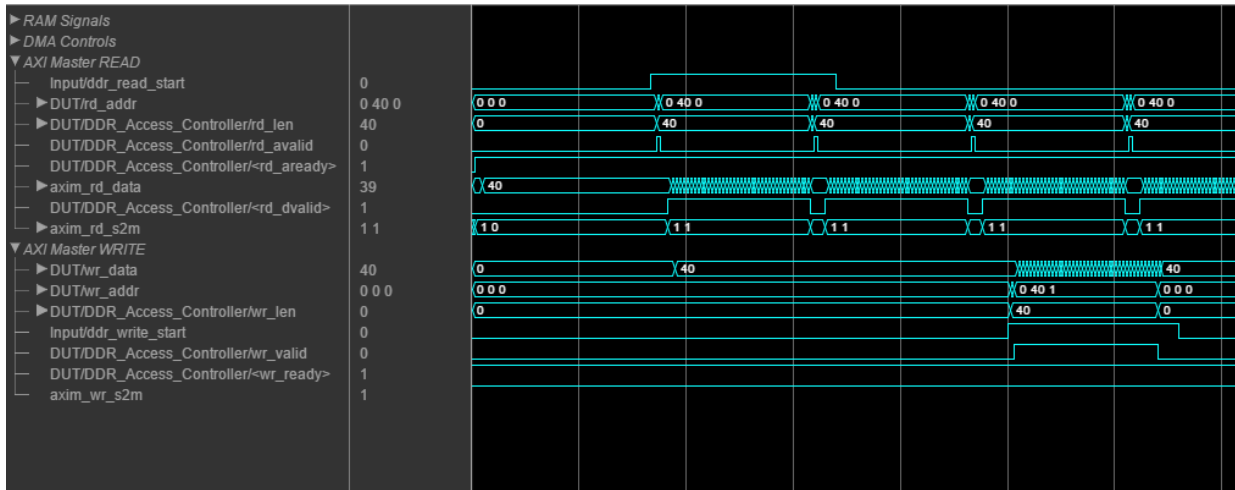 RAM Signals
DMA Controls
AXI Master READ
Input/ddr_read_start 0
DUT/rd_addr 0 40 0 0 0 0 0 40 0 0 40 0 0 40 0 0 40 0
DUT/DDR_Access_Controller/rd_len 40 0 40 40 40 40
DUT/DDR_Access_Controller/rd_avalid 0
DUT/DDR_Access_Controller/<rd_aready> 1
axim_rd_data 39 40
DUT/DDR_Access_Controller/<rd_dvalid> 1
axim_rd_s2m 1 1 1 0 1 1 1 1 1 1 1 1
AXI Master WRITE
DUT/wr_data 40 0 40 40
DUT/wr_addr 0 0 0 0 0 0 0 40 1 0 0 0
DUT/DDR_Access_Controller/wr_len 0 0 40 0
Input/ddr_write_start 0
DUT/DDR_Access_Controller/wr_valid 0
DUT/DDR_Access_Controller/<wr_ready> 1
axim_wr_s2m 1